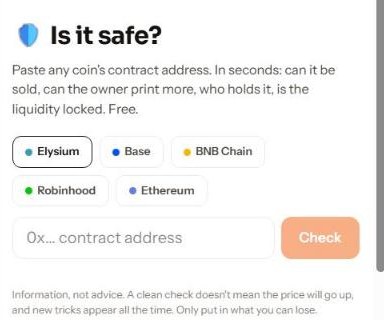 Is it safe?
Paste any coin's contract address. In seconds: can it be
sold, can the owner print more, who holds it, is the
liquidity locked. Free.
Elysium
Base
BNB Chain
Robinhood
Ethereum
0x... contract address
Check
Information, not advice. A clean check doesn't mean the price will go up,
and new tricks appear all the time. Only put in what you can lose.